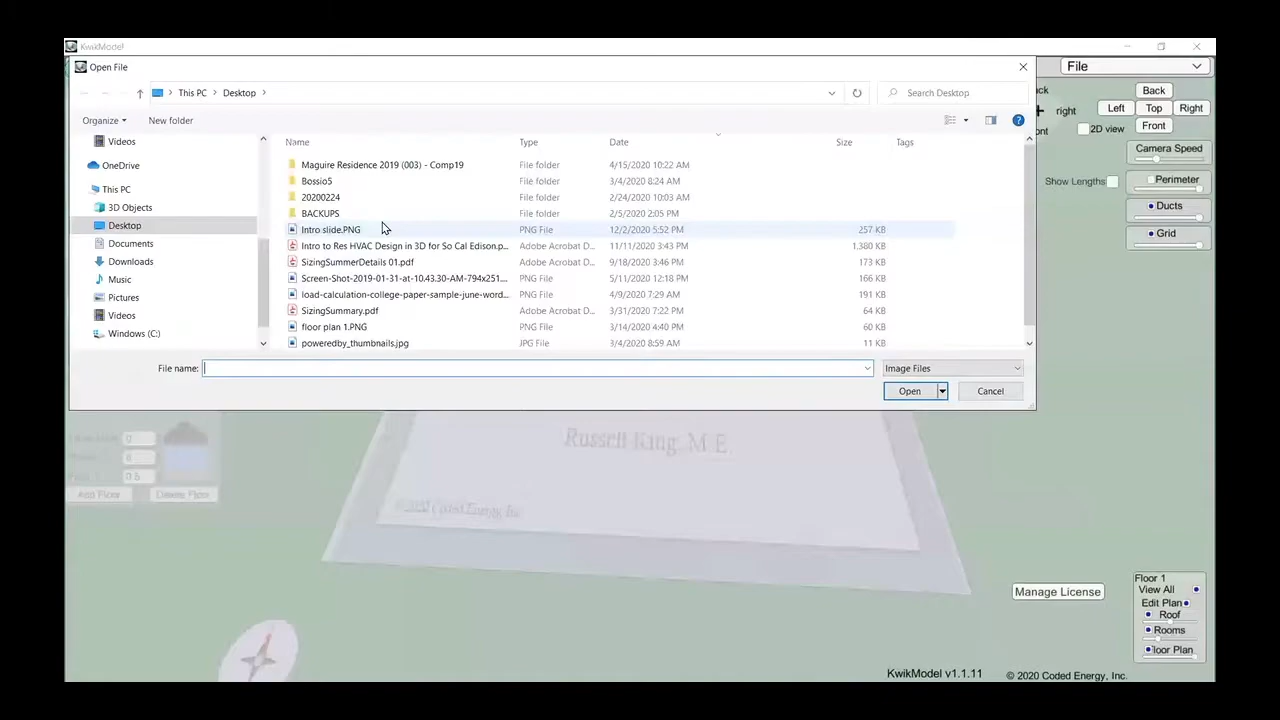 KwikModel
Open File
File
This PC > Desktop >
Search Desktop
Organize
New folder
Videos
OneDrive
This PC
3D Objects
Desktop
Documents
Downloads
Music
Pictures
Videos
Windows (C:)
Name Type Date Size Tags
Maguire Residence 2019 (003) - Comp19 File folder 4/15/2020 10:22 AM
Bossio5 File folder 3/4/2020 8:24 AM
20200224 File folder 2/24/2020 10:03 AM
BACKUPS File folder 2/5/2020 2:05 PM
Intro slide.PNG PNG File 12/2/2020 5:52 PM 257 KB
Intro to Res HVAC Design in 3D for So Cal Edison.p... Adobe Acrobat D... 11/11/2020 3:43 PM 1,380 KB
SizingSummerDetails 01.pdf Adobe Acrobat D... 9/18/2020 3:46 PM 173 KB
Screen-Shot-2019-01-31-at-10.43.30-AM-794x251.... PNG File 5/11/2020 12:18 PM 166 KB
load-calculation-college-paper-sample-june-word... PNG File 4/9/2020 7:29 AM 191 KB
SizingSummary.pdf Adobe Acrobat D... 3/31/2020 7:22 PM 64 KB
floor plan 1.PNG PNG File 3/14/2020 4:40 PM 60 KB
poweredby_thumbnails.jpg JPG File 3/4/2020 8:59 AM 11 KB
File name:
Image Files
Open
Cancel
right
Back
Left Top Right
2D view
Front
Camera Speed
Show Lengths
Perimeter
Ducts
Grid
Russell King, M.E.
© 2020 Coded Energy, Inc.
Add Floor
Delete Floor
Manage License
Floor 1
View All
Edit Plan
Roof
Rooms
Floor Plan
KwikModel v1.1.11
© 2020 Coded Energy, Inc.